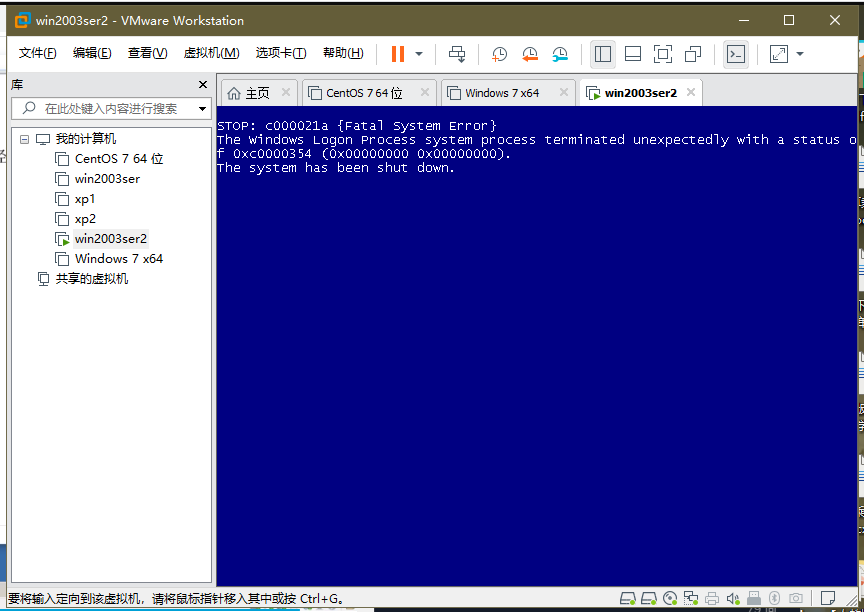 win2003ser2 - VMware Workstation
文件(F) 编辑(E) 查看(V) 虚拟机(M) 选项卡(T) 帮助(H)
库
在此处键入内容进行搜索
我的计算机
CentOS 7 64 位
win2003ser
xp1
xp2
win2003ser2
Windows 7 x64
共享的虚拟机
主页 CentOS 7 64 位 Windows 7 x64 win2003ser2
STOP: c000021a {Fatal System Error}
The Windows Logon Process system process terminated unexpectedly with a status o
f 0xc0000354 (0x00000000 0x00000000).
The system has been shut down.
要将输入定向到该虚拟机，请将鼠标指针移入其中或按 Ctrl+G。